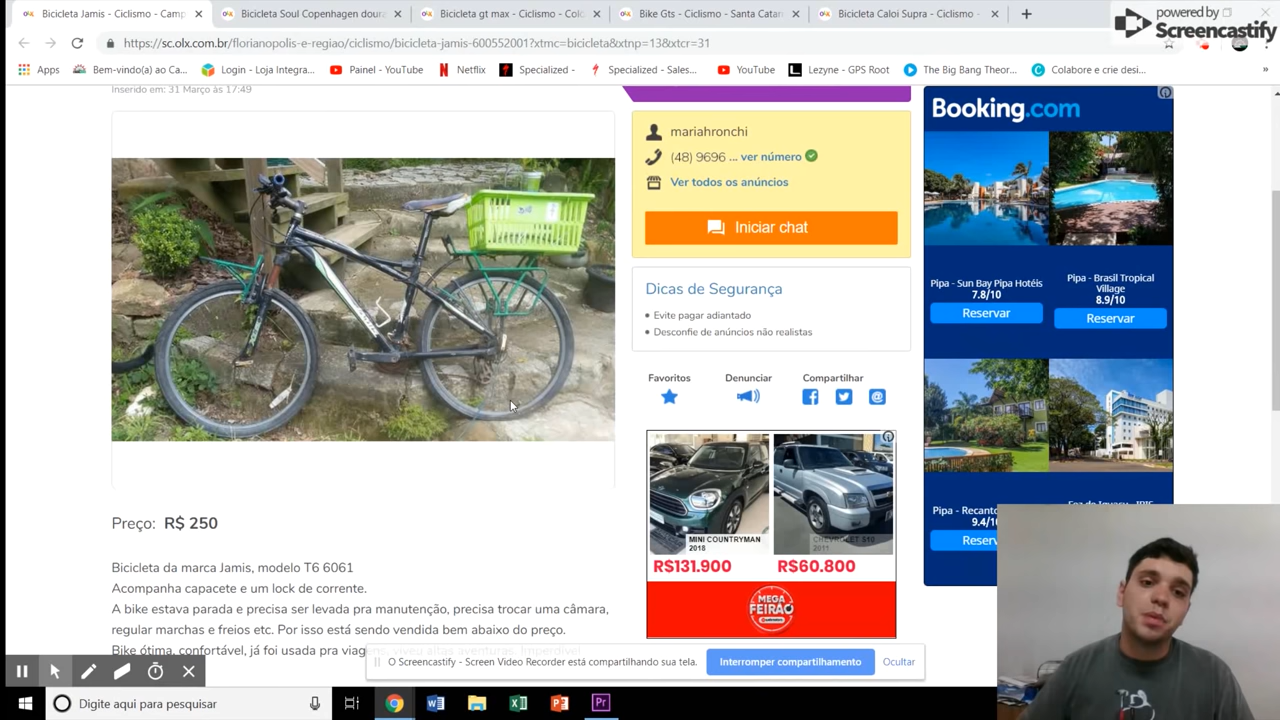 Bicicleta Jamis - Ciclismo - Camp
Bicicleta Soul Copenhagen dour
Bicicleta gt max - Ciclismo - Col
Bike Gts - Ciclismo - Santa Catar
Bicicleta Caloi Supra - Ciclismo -
powered by
Screencastify
https://sc.olx.com.br/florianopolis-e-regiao/ciclismo/bicicleta-jamis-600552001?xtmc=bicicleta&xtnp=13&xtcr=31
Apps
Bem-vindo(a) ao Ca...
Login - Loja Integra...
Painel - YouTube
Netflix
Specialized -
Specialized - Sales...
YouTube
Lezyne - GPS Root
The Big Bang Theor...
Colabore e crie desi...
»
Inserido em: 31 Março às 17:49
mariahronchi
(48) 9696 ... ver número
Ver todos os anúncios
Iniciar chat
Dicas de Segurança
• Evite pagar adiantado
• Desconfie de anúncios não realistas
Favoritos
Denunciar
Compartilhar
MINI COUNTRYMAN
2018
R$131.900
CHEVROLET S10
2011
R$60.800
MEGA
FEIRÃO
Booking.com
Pipa - Sun Bay Pipa Hotéis
7.8/10
Reservar
Pipa - Brasil Tropical
Village
8.9/10
Reservar
Pipa - Recanto
9.4/10
Reserv
Preço: R$ 250
Bicicleta da marca Jamis, modelo T6 6061
Acompanha capacete e um lock de corrente.
A bike estava parada e precisa ser levada pra manutenção, precisa trocar uma câmara,
regular marchas e freios etc. Por isso está sendo vendida bem abaixo do preço.
Bike ótima, confortável, já foi usada pra viagens, viveu altas aventuras. Imperdível
O Screencastify - Screen Video Recorder está compartilhando sua tela.
Interromper compartilhamento
Ocultar
Digite aqui para pesquisar